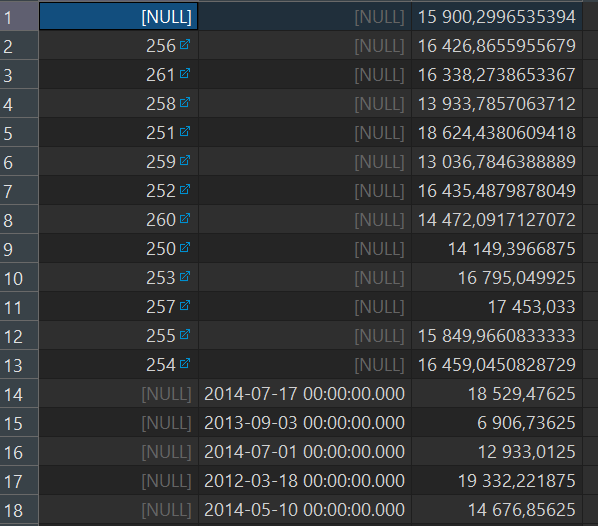 1 [NULL] 15 900,2996535394
2 256 [NULL] 16 426,8655955679
3 261 [NULL] 16 338,2738653367
4 258 [NULL] 13 933,7857063712
5 251 [NULL] 18 624,4380609418
6 259 [NULL] 13 036,7846388889
7 252 [NULL] 16 435,4879878049
8 260 [NULL] 14 472,0917127072
9 250 [NULL] 14 149,3966875
10 253 [NULL] 16 795,049925
11 257 [NULL] 17 453,033
12 255 [NULL] 15 849,9660833333
13 254 [NULL] 16 459,0450828729
14 [NULL] 2014-07-17 00:00:00.000 18 529,47625
15 [NULL] 2013-09-03 00:00:00.000 6 906,73625
16 [NULL] 2014-07-01 00:00:00.000 12 933,0125
17 [NULL] 2012-03-18 00:00:00.000 19 332,221875
18 [NULL] 2014-05-10 00:00:00.000 14 676,85625